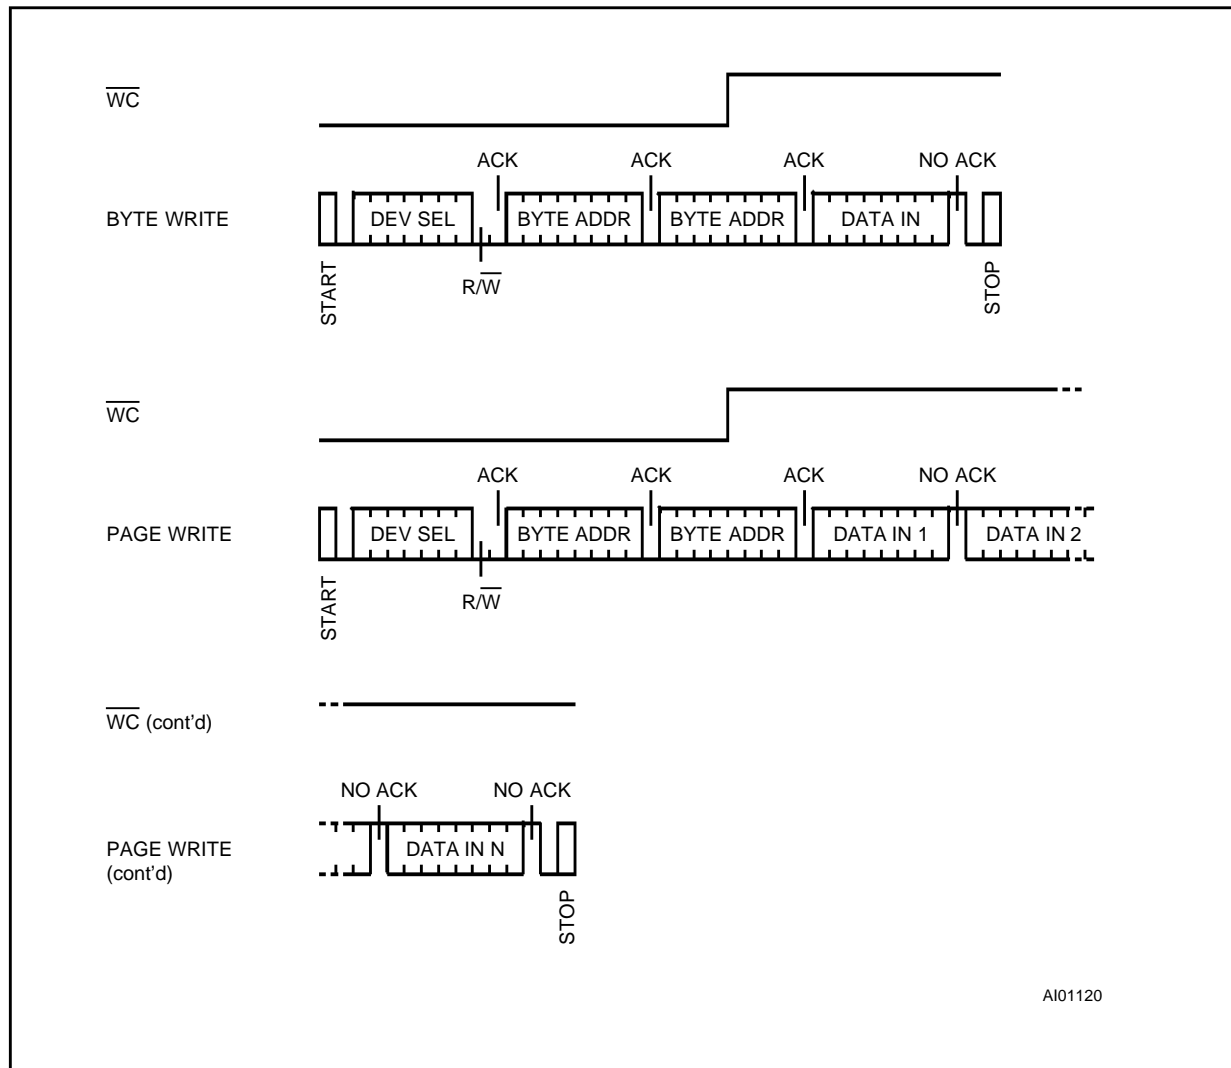 WC
ACK ACK ACK NO ACK
BYTE WRITE DEV SEL BYTE ADDR BYTE ADDR DATA IN
R/W
START STOP
WC
ACK ACK ACK NO ACK
PAGE WRITE DEV SEL BYTE ADDR BYTE ADDR DATA IN 1 DATA IN 2
R/W
START
WC (cont'd)
NO ACK NO ACK
PAGE WRITE DATA IN N
(cont'd)
STOP
AI01120